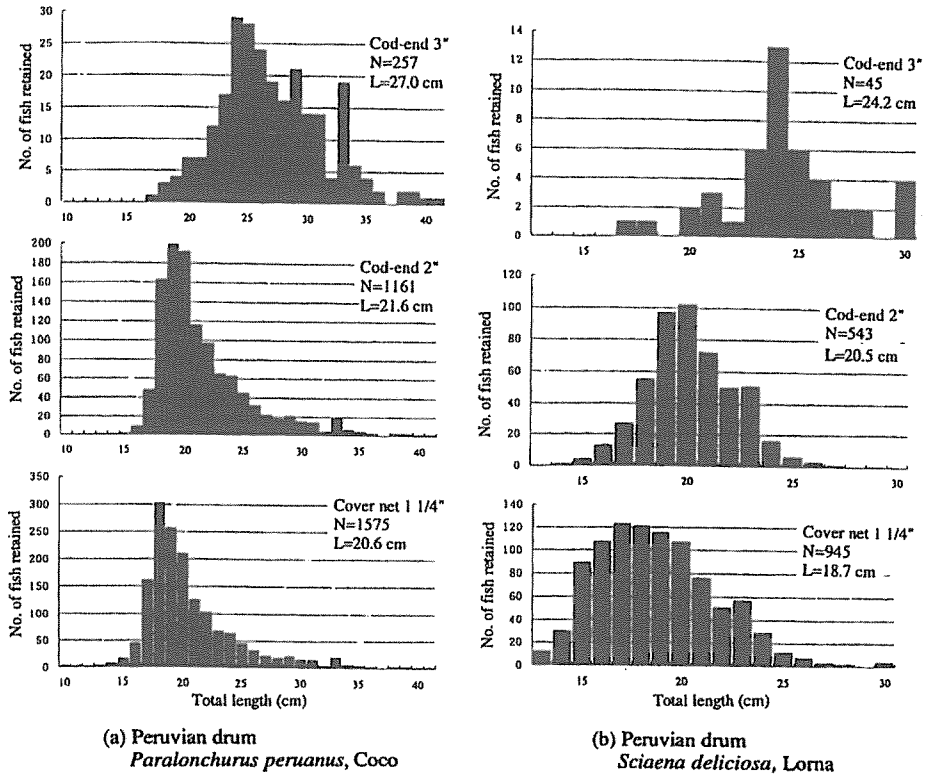 No. of fish retained
30
25
20
15
10
5
0
Cod-end 3"
N=257
L=27.0 cm
10 15 20 25 30 35 40
No. of fish retained
200
180
160
140
120
100
80
60
40
20
0
Cod-end 2"
N=1161
L=21.6 cm
10 15 20 25 30 35 40
No. of fish retained
350
300
250
200
150
100
50
0
Cover net 1 1/4"
N=1575
L=20.6 cm
10 15 20 25 30 35 40
Total length (cm)
(a) Peruvian drum
Paralonchurus peruanus, Coco
No. of fish retained
14
12
10
8
6
4
2
0
Cod-end 3"
N=45
L=24.2 cm
15 20 25 30
No. of fish retained
120
100
80
60
40
20
0
Cod-end 2"
N=543
L=20.5 cm
15 20 25 30
No. of fish retained
140
120
100
80
60
40
20
0
Cover net 1 1/4"
N=945
L=18.7 cm
15 20 25 30
Total length (cm)
(b) Peruvian drum
Sciaena deliciosa, Lorna